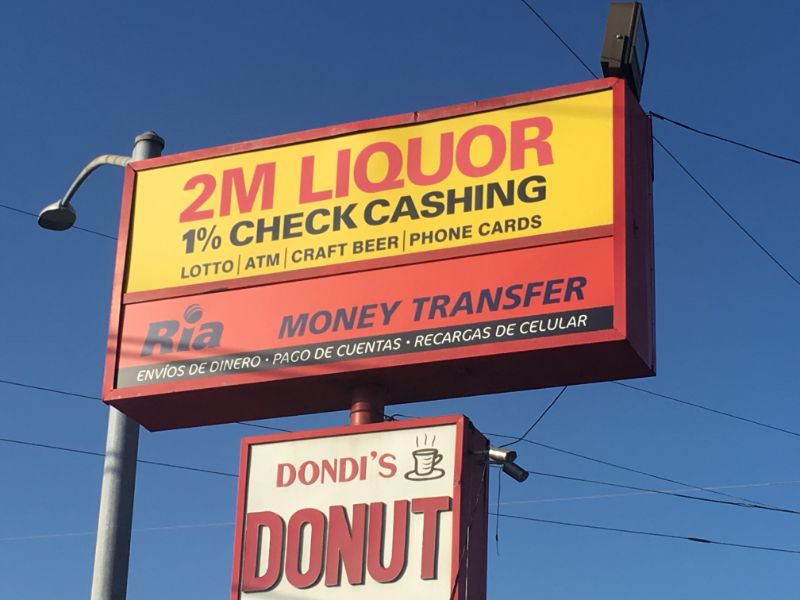 2M LIQUOR
1% CHECK CASHING
LOTTO | ATM | CRAFT BEER | PHONE CARDS
Ria MONEY TRANSFER
ENVÍOS DE DINERO · PAGO DE CUENTAS · RECARGAS DE CELULAR
DONDI'S
DONUT